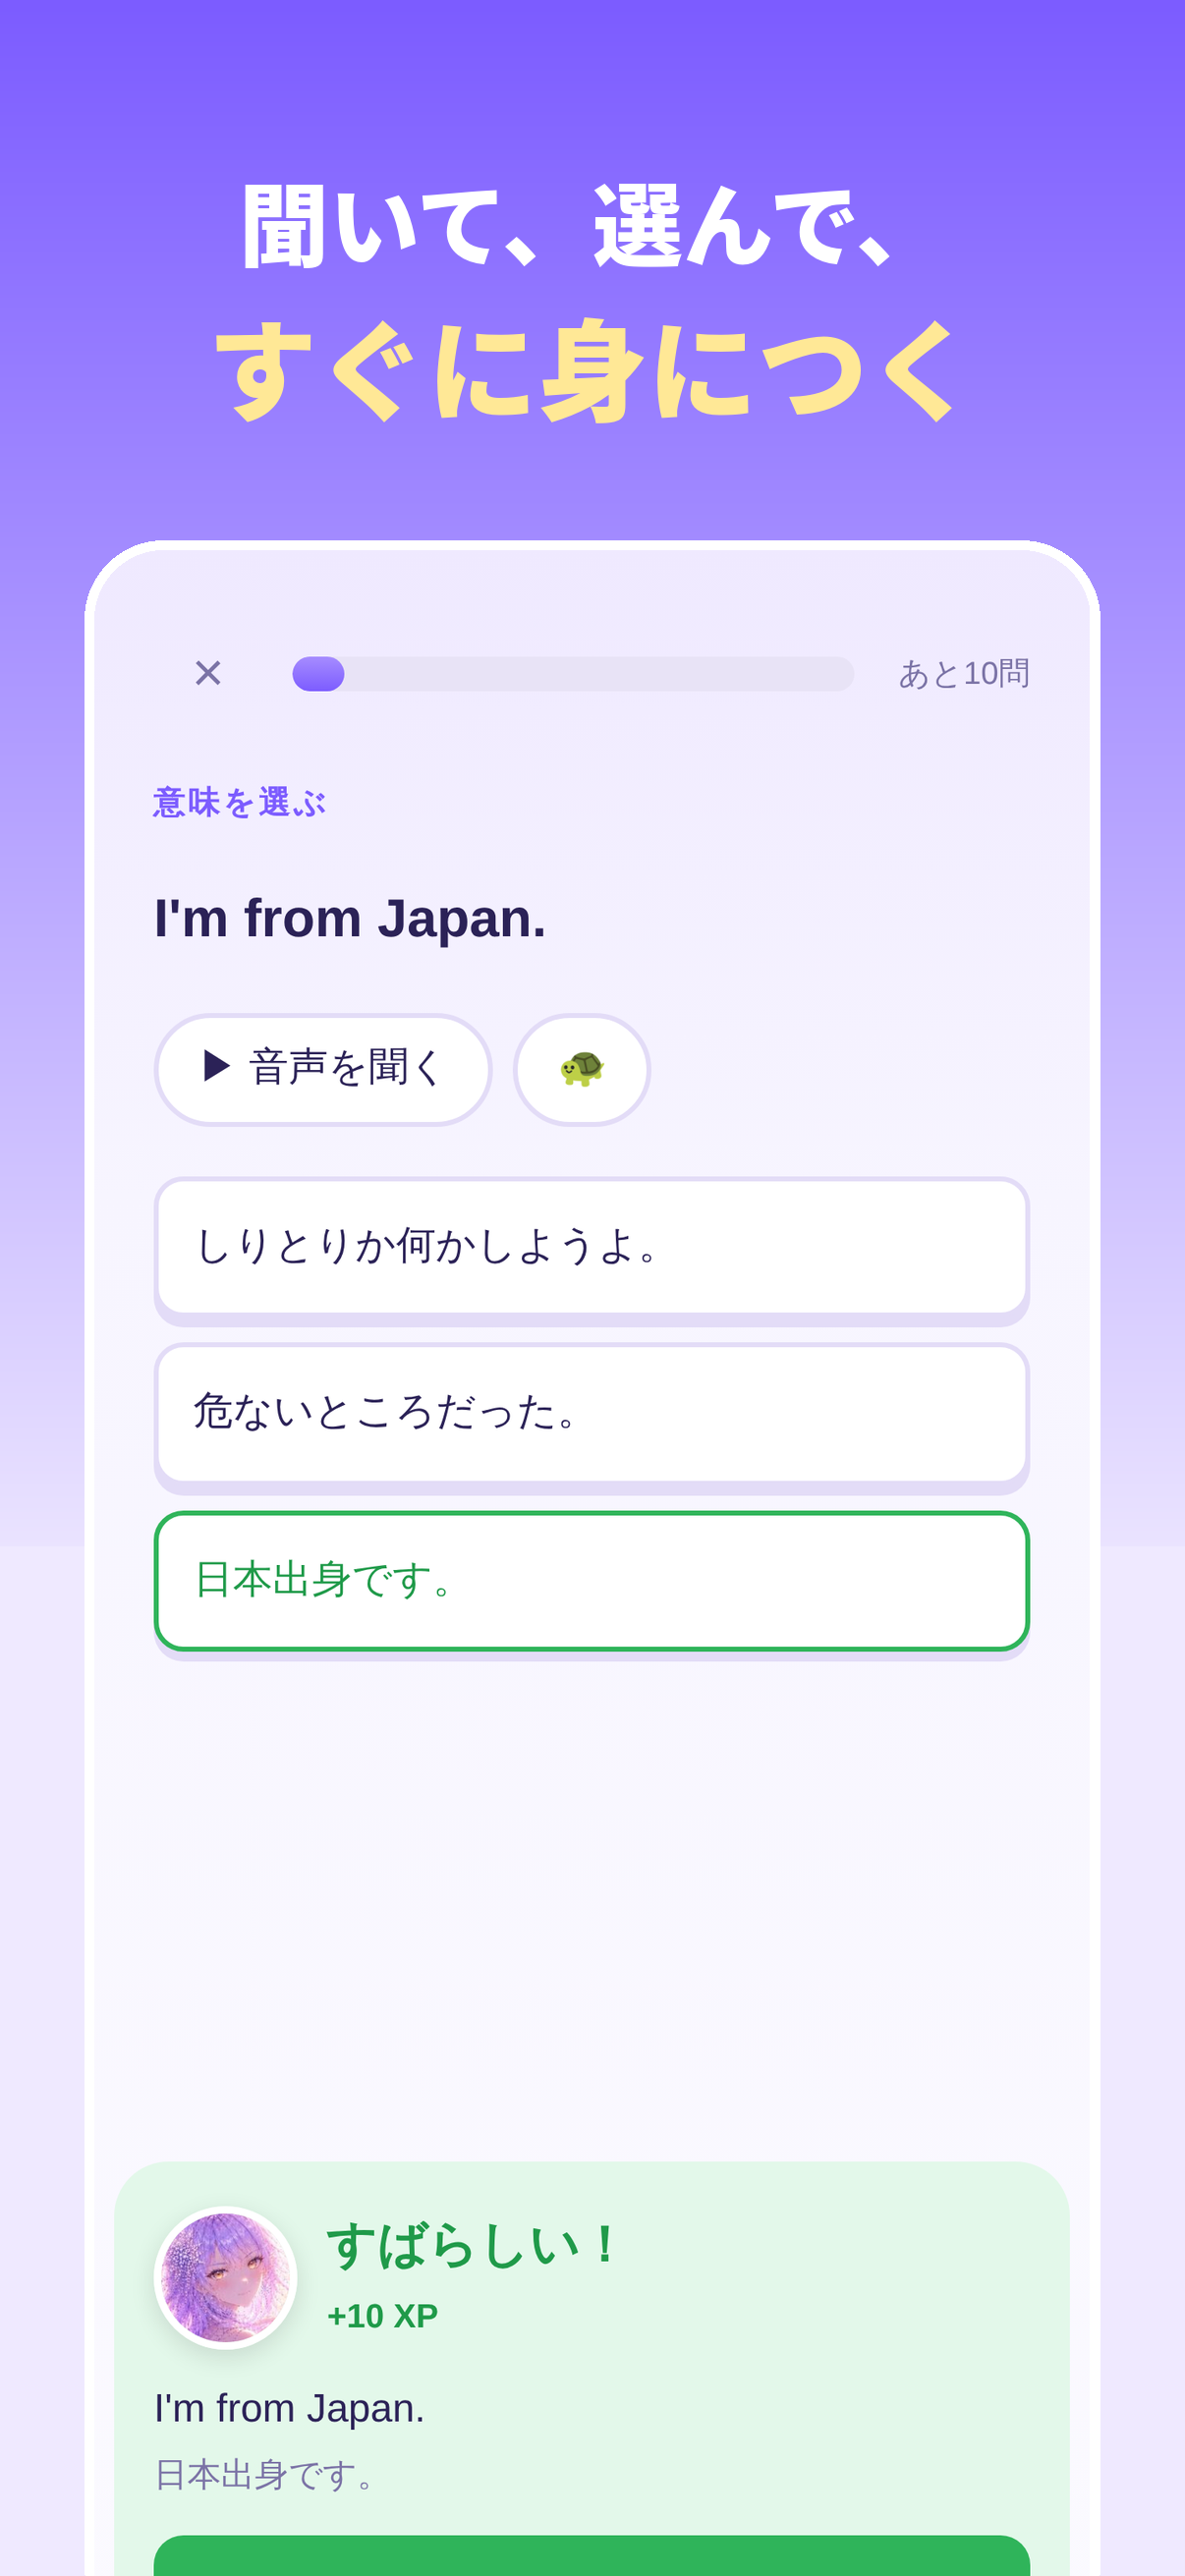 聞いて、選んで、
すぐに身につく
✕
あと10問
意味を選ぶ
I'm from Japan.
▶ 音声を聞く
しりとりか何かしようよ。
危ないところだった。
日本出身です。
すばらしい！
+10 XP
I'm from Japan.
日本出身です。